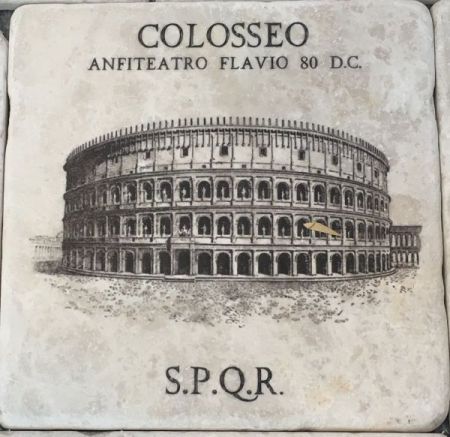 COLOSSEO
ANFITEATRO FLAVIO 80 D.C.
S.P.Q.R.